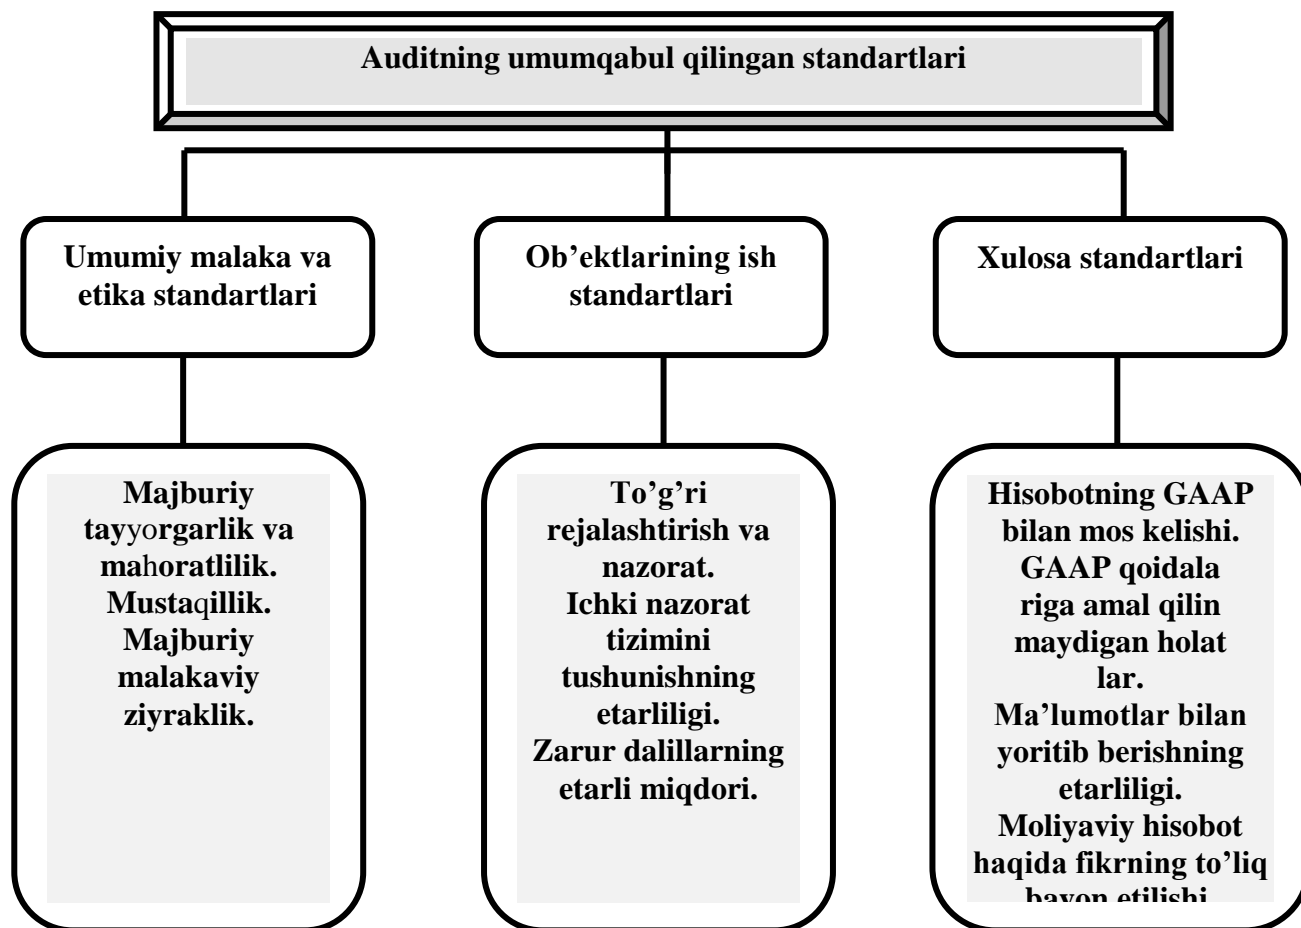 Auditning umumqabul qilingan standartlari
Umumiy malaka va
etika standartlari
Ob’ektlarining ish
standartlari
Xulosa standartlari
Majburiy
tayyorgarlik va
mahoratlilik.
Mustaqillik.
Majburiy
malakaviy
ziyraklik.
To’g’ri
rejalashtirish va
nazorat.
Ichki nazorat
tizimini
tushunishning
etarliligi.
Zarur dalillarning
etarli miqdori.
Hisobotning GAAP
bilan mos kelishi.
GAAP qoidala
riga amal qilin
maydigan holat
lar.
Ma’lumotlar bilan
yoritib berishning
etarliligi.
Moliyaviy hisobot
haqida fikrning to’liq
bayon etilishi